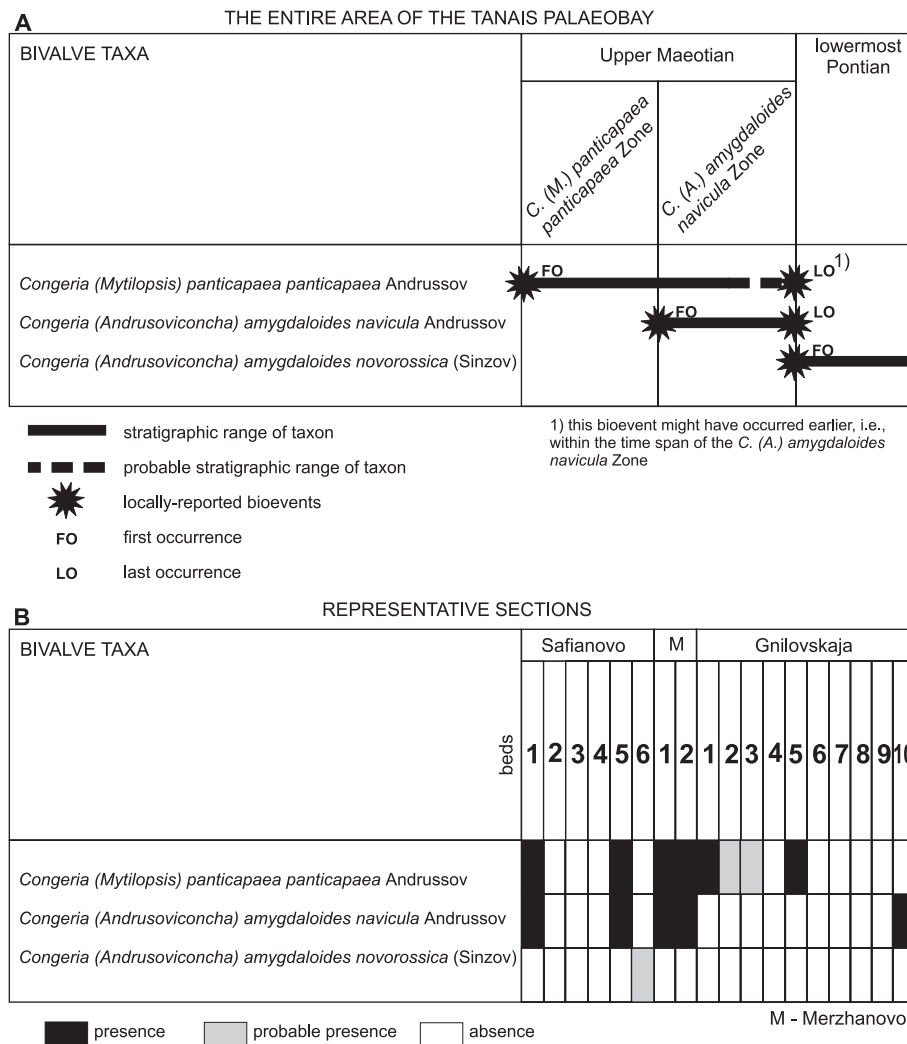 A
THE ENTIRE AREA OF THE TANAIS PALAEOBAY
BIVALVE TAXA
Upper Maeotian
lowermost
Pontian
C. (M.) panticapaea
panticapaea Zone
C. (A.) amygdaloides
navicula Zone
Congeria (Mytilopsis) panticapaea panticapaea Andrussov
FO
LO 1)
Congeria (Andrusoviconcha) amygdaloides navicula Andrussov
FO
LO
Congeria (Andrusoviconcha) amygdaloides novorossica (Sinzov)
FO
stratigraphic range of taxon
probable stratigraphic range of taxon
locally-reported bioevents
FO first occurrence
LO last occurrence
1) this bioevent might have occurred earlier, i.e.,
within the time span of the C. (A.) amygdaloides
navicula Zone
B
REPRESENTATIVE SECTIONS
BIVALVE TAXA
Safianovo M Gnilovskaja
beds
1 2 3 4 5 6 1 2 1 2 3 4 5 6 7 8 9 10
Congeria (Mytilopsis) panticapaea panticapaea Andrussov
Congeria (Andrusoviconcha) amygdaloides navicula Andrussov
Congeria (Andrusoviconcha) amygdaloides novorossica (Sinzov)
presence probable presence absence
M - Merzhanovo